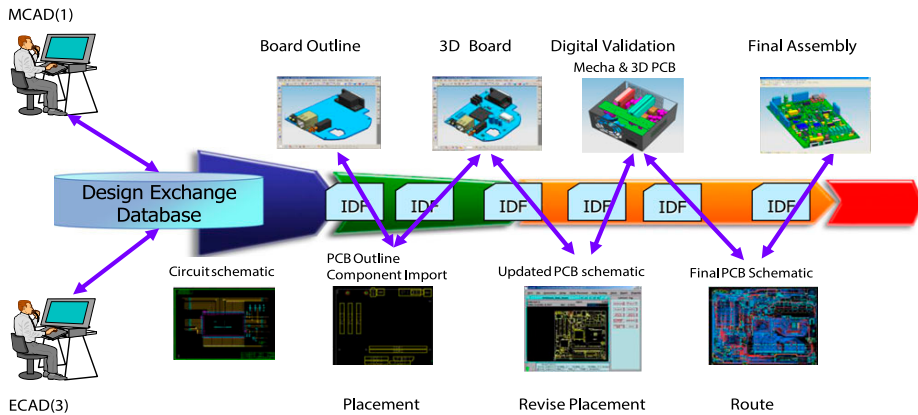 MCAD(1)
Board Outline
3D Board
Digital Validation
Mecha & 3D PCB
Final Assembly
Design Exchange
Database
IDF
IDF
IDF
IDF
IDF
IDF
Circuit schematic
PCB Outline
Component Import
Updated PCB schematic
Final PCB Schematic
ECAD(3)
Placement
Revise Placement
Route